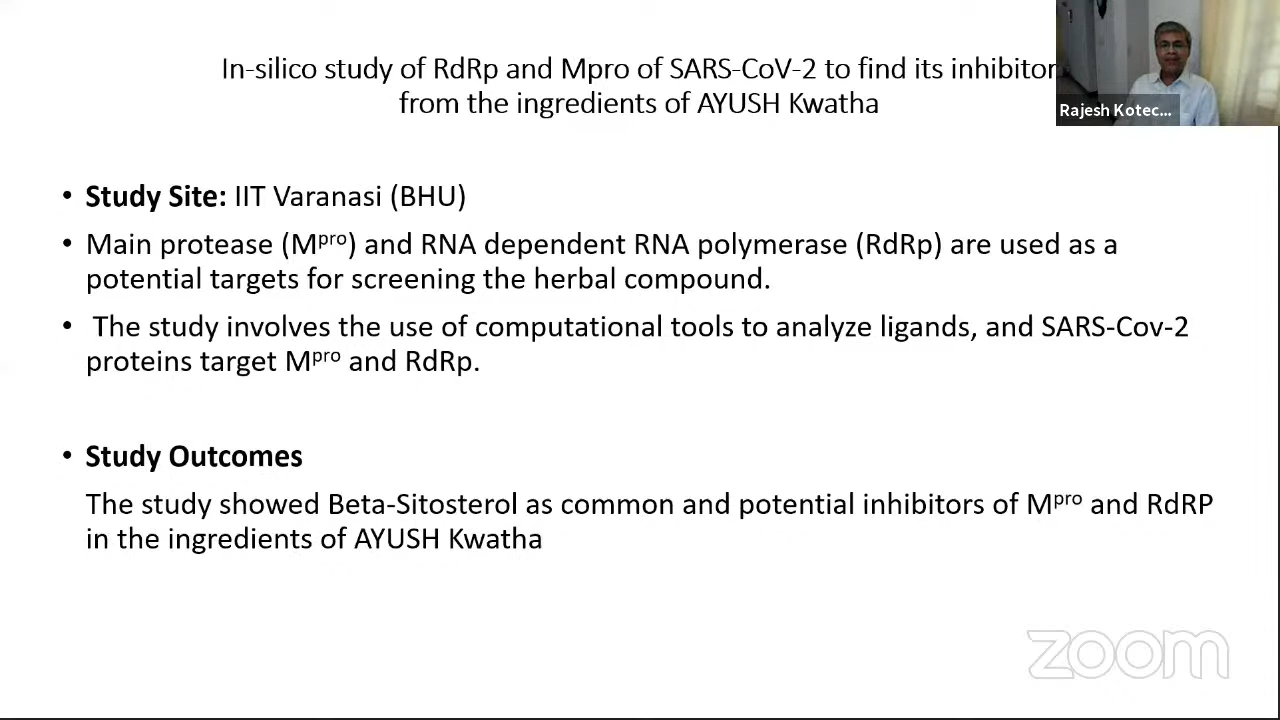 In-silico study of RdRp and Mpro of SARS-CoV-2 to find its inhibitor
from the ingredients of AYUSH Kwatha
Rajesh Kotec...
• Study Site: IIT Varanasi (BHU)
• Main protease (Mᵖʳᵒ) and RNA dependent RNA polymerase (RdRp) are used as a
potential targets for screening the herbal compound.
• The study involves the use of computational tools to analyze ligands, and SARS-Cov-2
proteins target Mᵖʳᵒ and RdRp.
• Study Outcomes
The study showed Beta-Sitosterol as common and potential inhibitors of Mᵖʳᵒ and RdRP
in the ingredients of AYUSH Kwatha
zoom